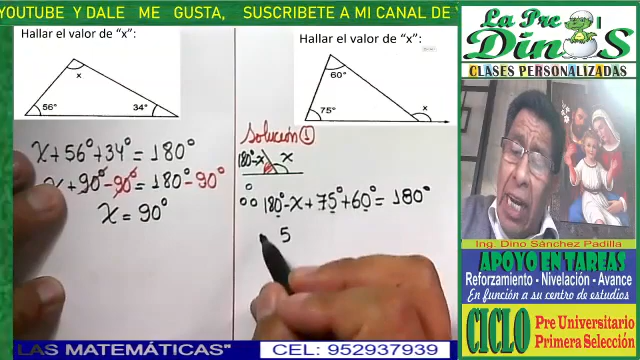 YOUTUBE Y DALE ME GUSTA, SUSCRIBETE A MI CANAL DE
Hallar el valor de “x”:
x
56°
34°
x+56°+34°=180°
x+90°-90°=180°-90°
x=90°
Hallar el valor de “x”:
60°
75°
x
Solución ①
180°-x
x
180°-x+75°+60°=180°
5
La Pre
Dino's
CLASES PERSONALIZADAS
Ing. Dino Sánchez Padilla
APOYO EN TAREAS
Reforzamiento - Nivelación - Avance
En función a su centro de estudios
CICLO
Pre Universitario
Primera Selección
LAS MATEMÁTICAS"
CEL: 952937939